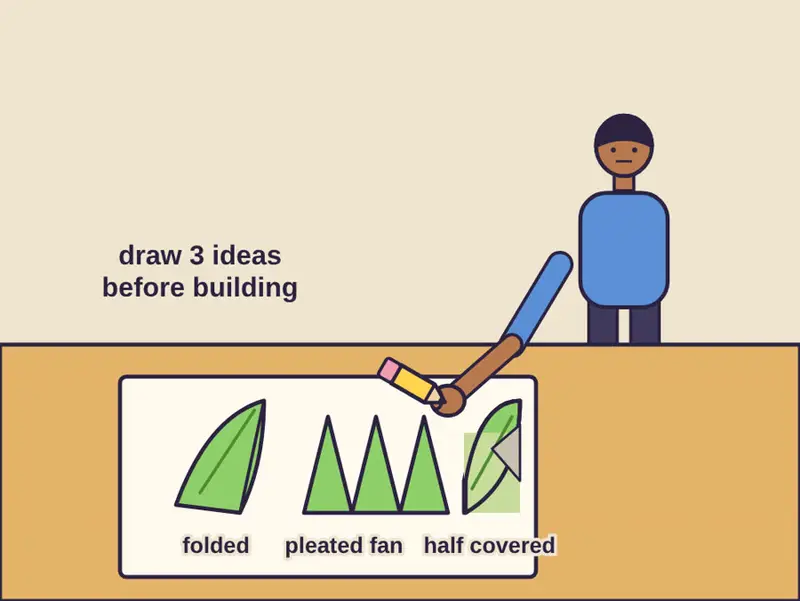 draw 3 ideas
before building
folded
pleated fan
half covered